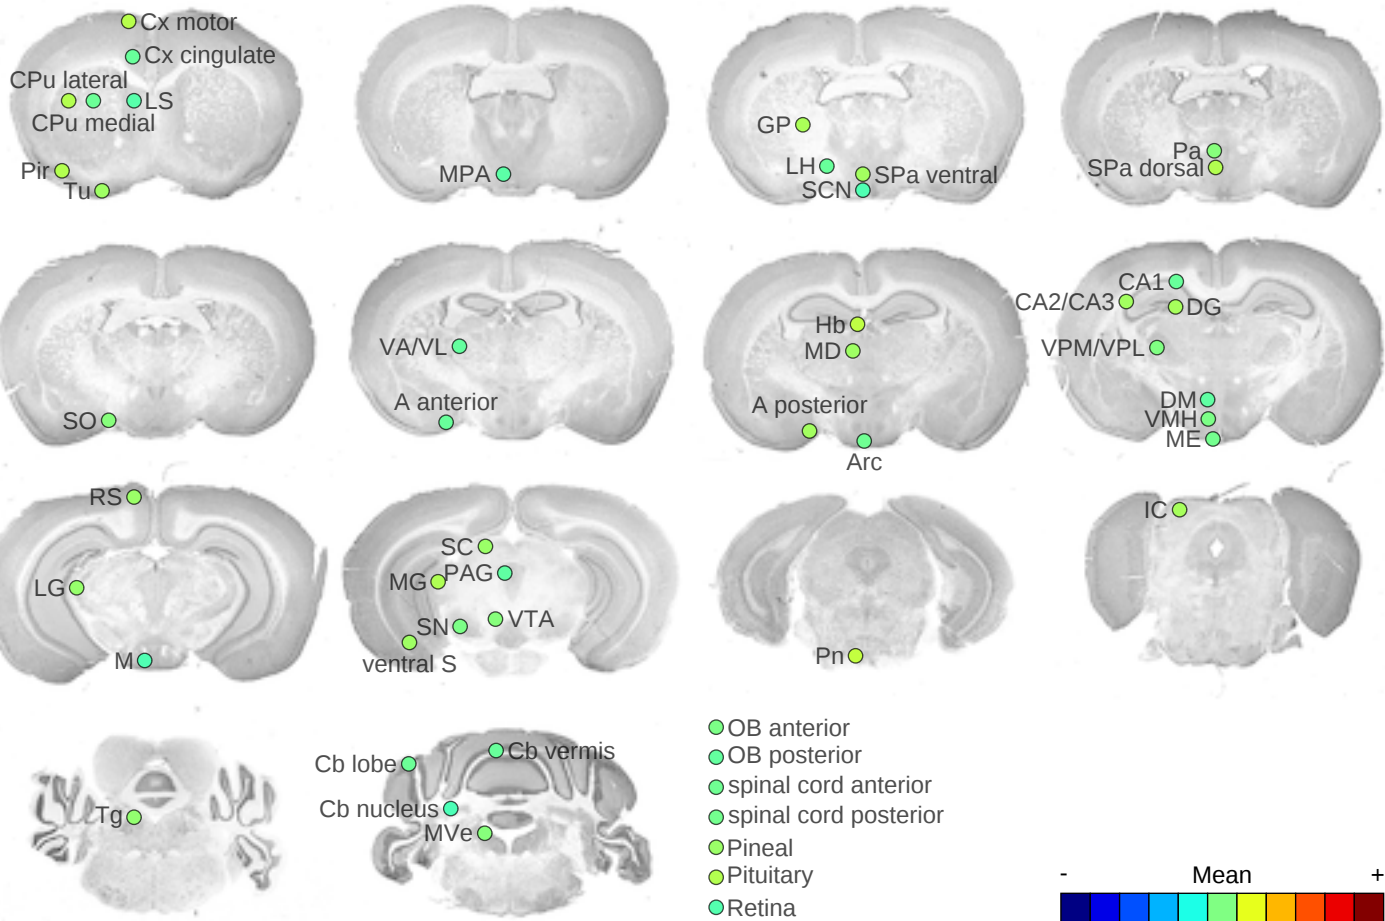 Cx motor
Cx cingulate
CPu lateral
LS
CPu medial
Pir
Tu
MPA
GP
LH
SPa ventral
SCN
Pa
SPa dorsal
SO
VA/VL
A anterior
Hb
MD
A posterior
Arc
CA1
CA2/CA3
DG
VPM/VPL
DM
VMH
ME
RS
LG
M
SC
MG
PAG
SN
VTA
ventral S
Pn
IC
Tg
Cb lobe
Cb vermis
Cb nucleus
MVe
OB anterior
OB posterior
spinal cord anterior
spinal cord posterior
Pineal
Pituitary
Retina
- Mean +